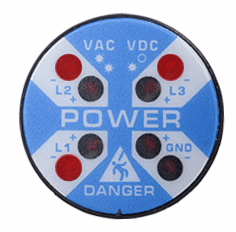 VAC VDC
-
-
L2
L3
+
+
POWER
L1 + + GND
-
-
DANGER